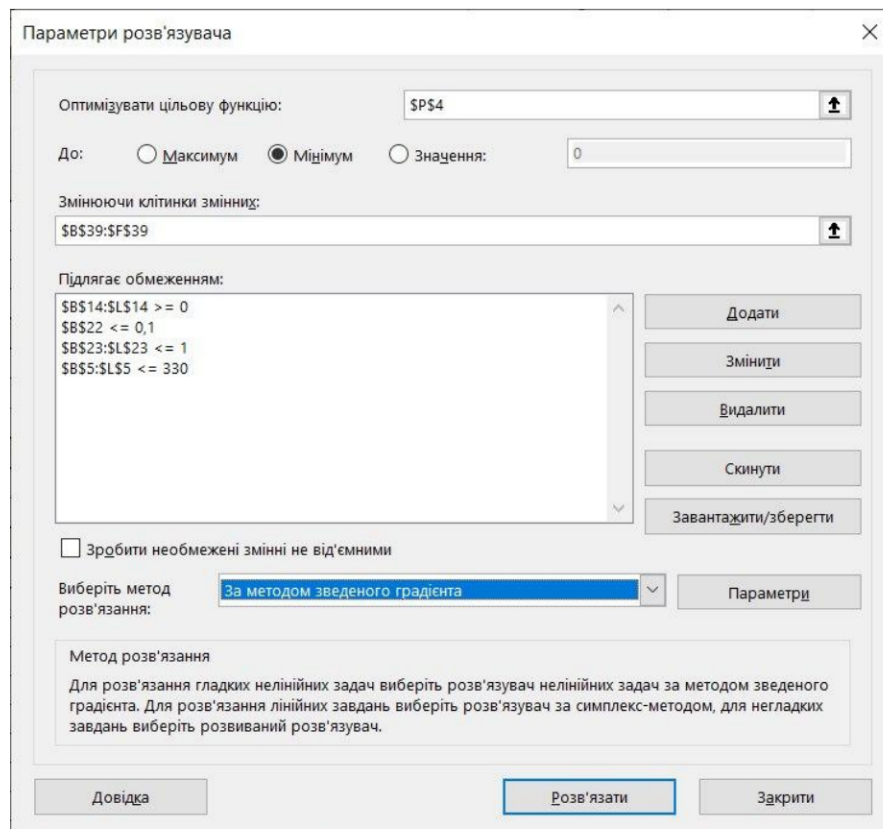 Параметри розв'язувача
Оптимізувати цільову функцію:
$P$4
До:
Максимум
Мінімум
Значення:
0
Змінюючи клітинки змінних:
$B$39:$F$39
Підлягає обмеженням:
$B$14:$L$14 >= 0
$B$22 <= 0,1
$B$23:$L$23 <= 1
$B$5:$L$5 <= 330
Додати
Змінити
Видалити
Скинути
Завантажити/зберегти
Зробити необмежені змінні не від'ємними
Виберіть метод
розв'язання:
За методом зведеного градієнта
Параметри
Метод розв'язання
Для розв'язання гладких нелінійних задач виберіть розв'язувач нелінійних задач за методом зведеного
градієнта. Для розв'язання лінійних завдань виберіть розв'язувач за симплекс-методом, для негладких
завдань виберіть розвиваний розв'язувач.
Довідка
Розв'язати
Закрити